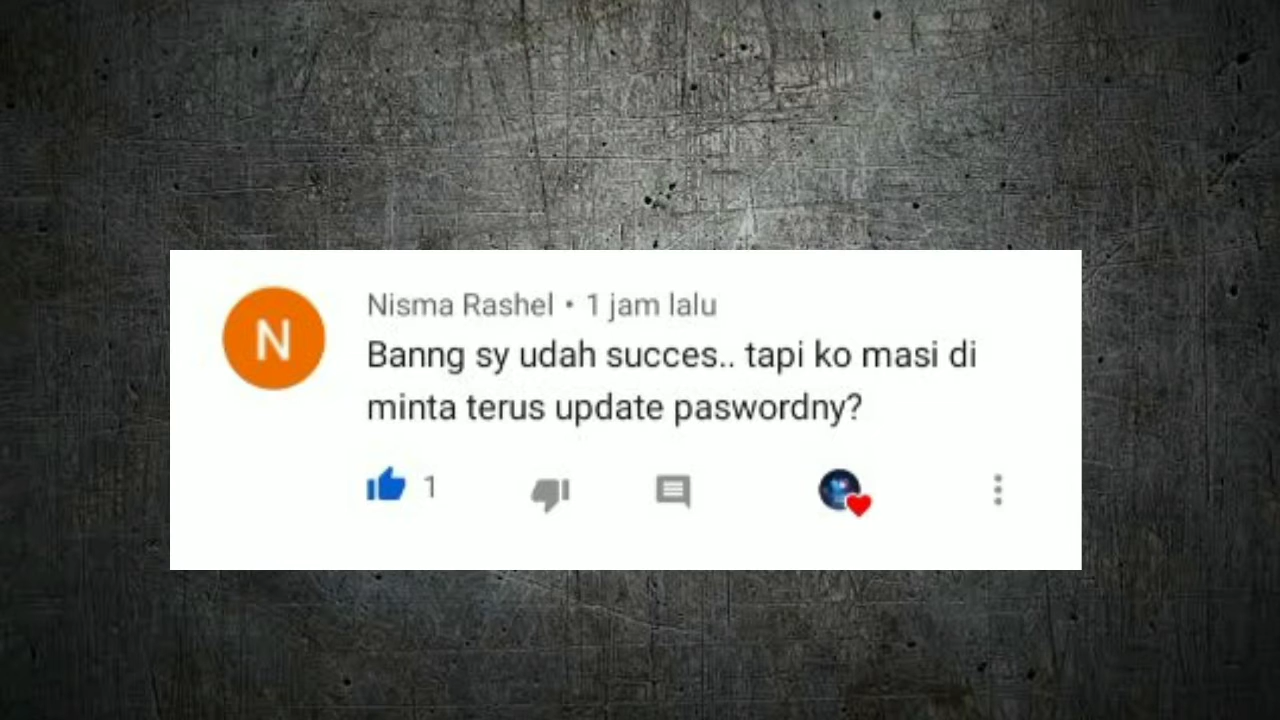 N
Nisma Rashel • 1 jam lalu
Banng sy udah succes.. tapi ko masi di
minta terus update paswordny?
1